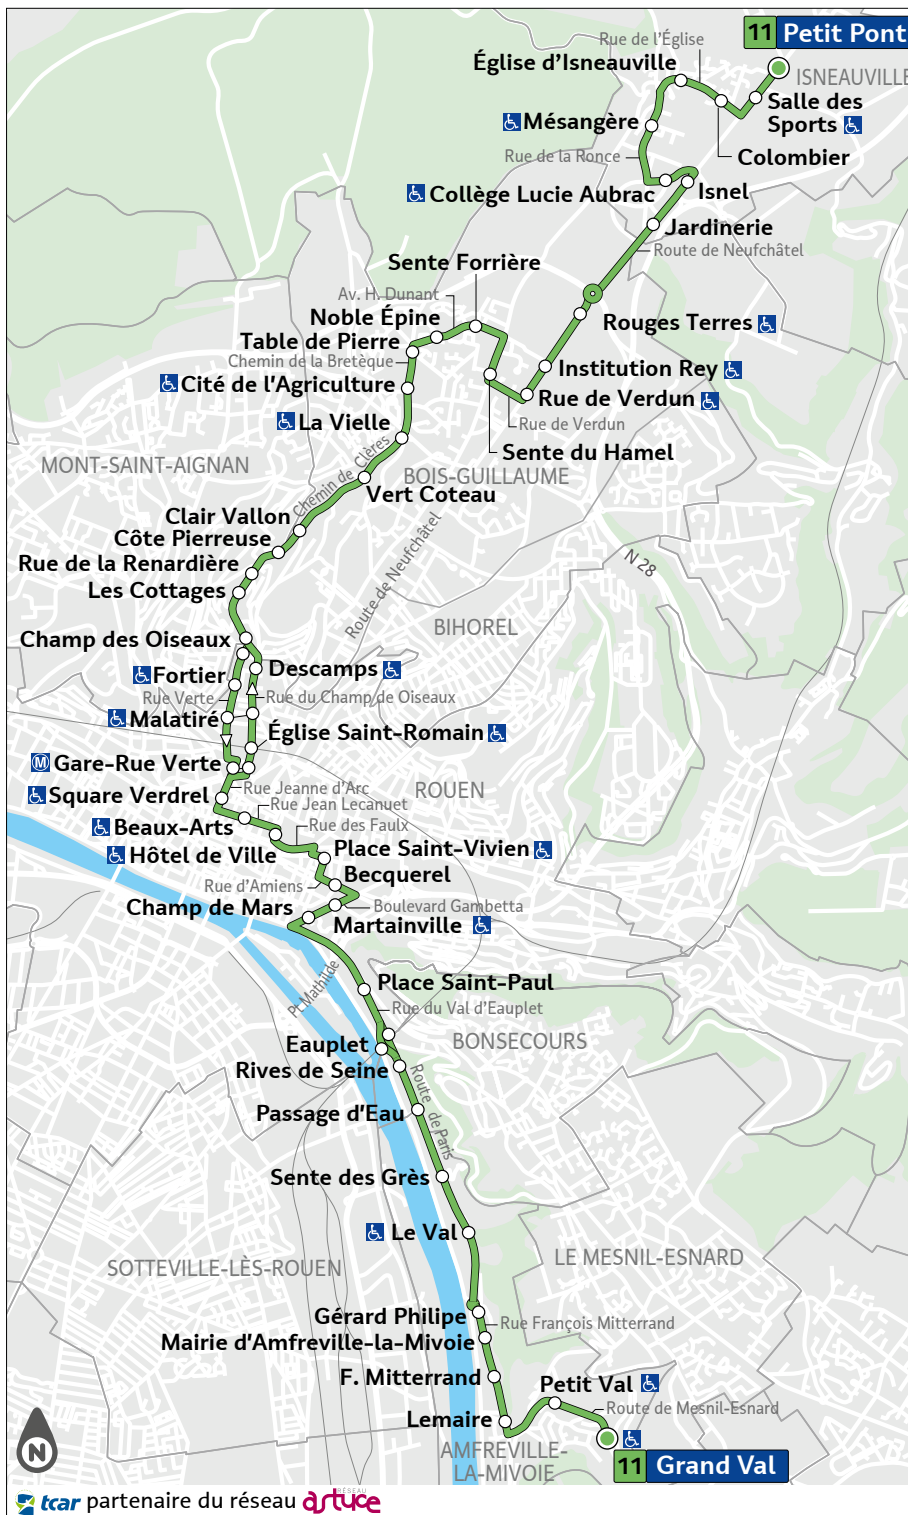 11 Petit Pont
Rue de l'Église
Église d'Isneauville
ISNEAUVILLE
Salle des
Sports
Mésangère
Colombier
Rue de la Ronce
Collège Lucie Aubrac
Isnel
Jardinerie
Route de Neufchâtel
Sente Forrière
Av. H. Dunant
Noble Épine
Rouges Terres
Table de Pierre
Chemin de la Bretèque
Institution Rey
Cité de l'Agriculture
Rue de Verdun
La Vielle
Rue de Verdun
Chemin de Clères
Sente du Hamel
MONT-SAINT-AIGNAN
BOIS-GUILLAUME
Vert Coteau
Clair Vallon
Côte Pierreuse
Route de Neufchâtel
N 28
Rue de la Renardière
Les Cottages
BIHOREL
Champ des Oiseaux
Descamps
Fortier
Rue Verte
Rue du Champ de Oiseaux
Malatiré
Église Saint-Romain
M Gare-Rue Verte
ROUEN
Rue Jeanne d'Arc
Square Verdrel
Rue Jean Lecanuet
Beaux-Arts
Rue des Faulx
Hôtel de Ville
Place Saint-Vivien
Becquerel
Rue d'Amiens
Champ de Mars
Boulevard Gambetta
Martainville
Pt Mathilde
Place Saint-Paul
Rue du Val d'Eauplet
Eauplet
BONSECOURS
Rives de Seine
Route de Paris
Passage d'Eau
Sente des Grès
Le Val
LE MESNIL-ESNARD
SOTTEVILLE-LÈS-ROUEN
Gérard Philipe
Rue François Mitterrand
Mairie d'Amfreville-la-Mivoie
F. Mitterrand
Petit Val
Route de Mesnil-Esnard
Lemaire
AMFREVILLE-
LA-MIVOIE
11 Grand Val
N
tcar partenaire du réseau RÉSEAU astuce